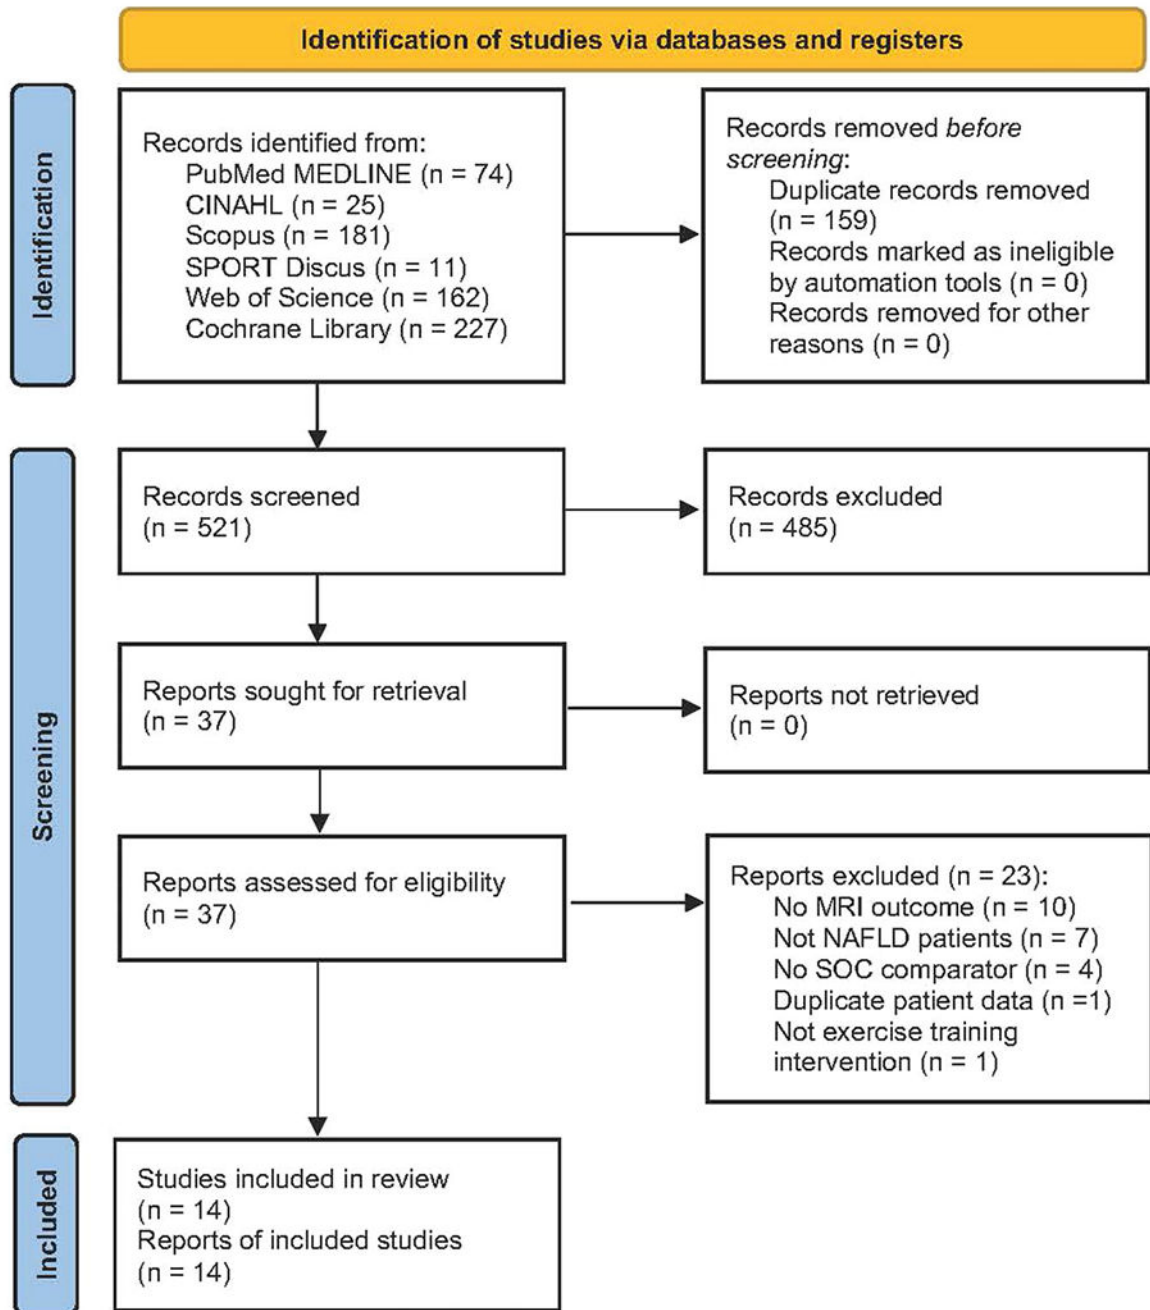 Identification of studies via databases and registers
Identification
Records identified from:
PubMed MEDLINE (n = 74)
CINAHL (n = 25)
Scopus (n = 181)
SPORT Discus (n = 11)
Web of Science (n = 162)
Cochrane Library (n = 227)
Records removed before
screening:
Duplicate records removed
(n = 159)
Records marked as ineligible
by automation tools (n = 0)
Records removed for other
reasons (n = 0)
Screening
Records screened
(n = 521)
Records excluded
(n = 485)
Reports sought for retrieval
(n = 37)
Reports not retrieved
(n = 0)
Reports assessed for eligibility
(n = 37)
Reports excluded (n = 23):
No MRI outcome (n = 10)
Not NAFLD patients (n = 7)
No SOC comparator (n = 4)
Duplicate patient data (n =1)
Not exercise training
intervention (n = 1)
Included
Studies included in review
(n = 14)
Reports of included studies
(n = 14)